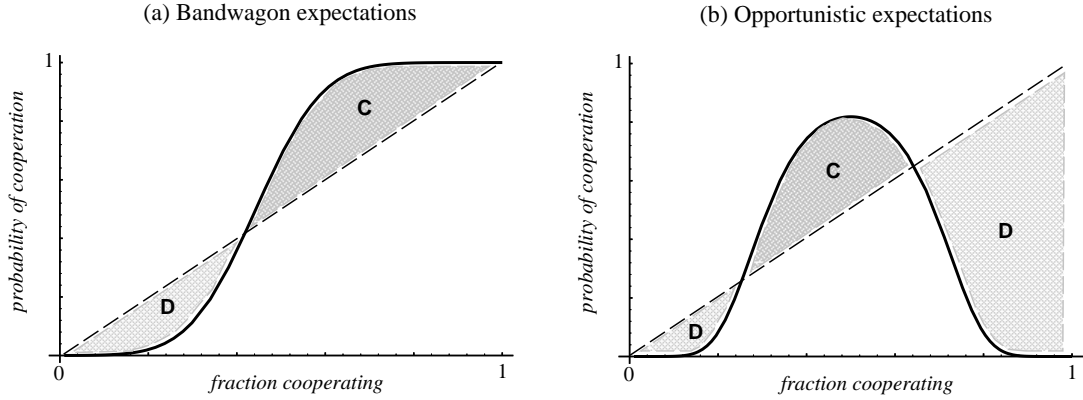 (a) Bandwagon expectations
1
probability of cooperation
C
D
0
fraction cooperating
1
(b) Opportunistic expectations
1
probability of cooperation
C
D
D
0
fraction cooperating
1